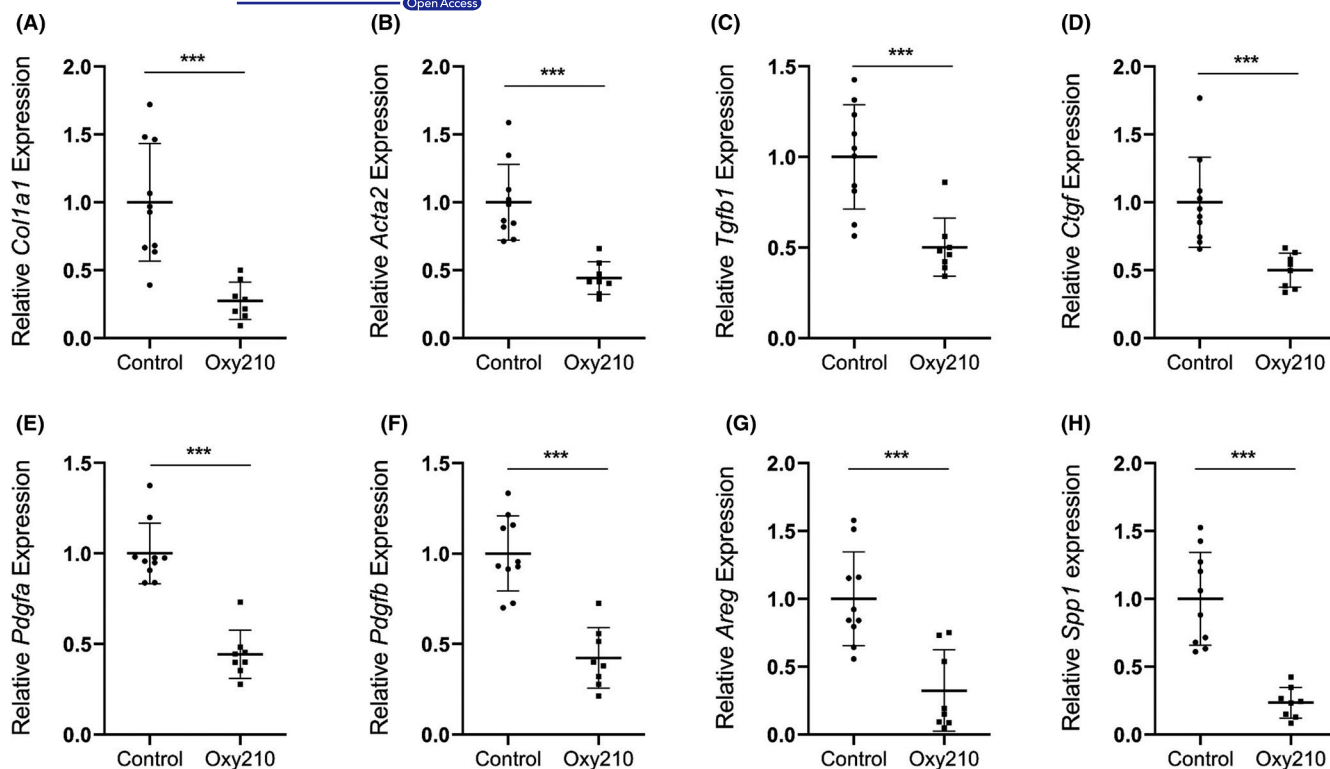 Open Access
(A)
***
Relative Col1a1 Expression
2.0
1.5
1.0
0.5
0.0
Control Oxy210
(B)
***
Relative Acta2 Expression
2.0
1.5
1.0
0.5
0.0
Control Oxy210
(C)
***
Relative Tgfb1 Expression
1.5
1.0
0.5
0.0
Control Oxy210
(D)
***
Relative Ctgf Expression
2.0
1.5
1.0
0.5
0.0
Control Oxy210
(E)
***
Relative Pdgfa Expression
1.5
1.0
0.5
0.0
Control Oxy210
(F)
***
Relative Pdgfb Expression
1.5
1.0
0.5
0.0
Control Oxy210
(G)
***
Relative Areg Expression
2.0
1.5
1.0
0.5
0.0
Control Oxy210
(H)
***
Relative Spp1 expression
2.0
1.5
1.0
0.5
0.0
Control Oxy210